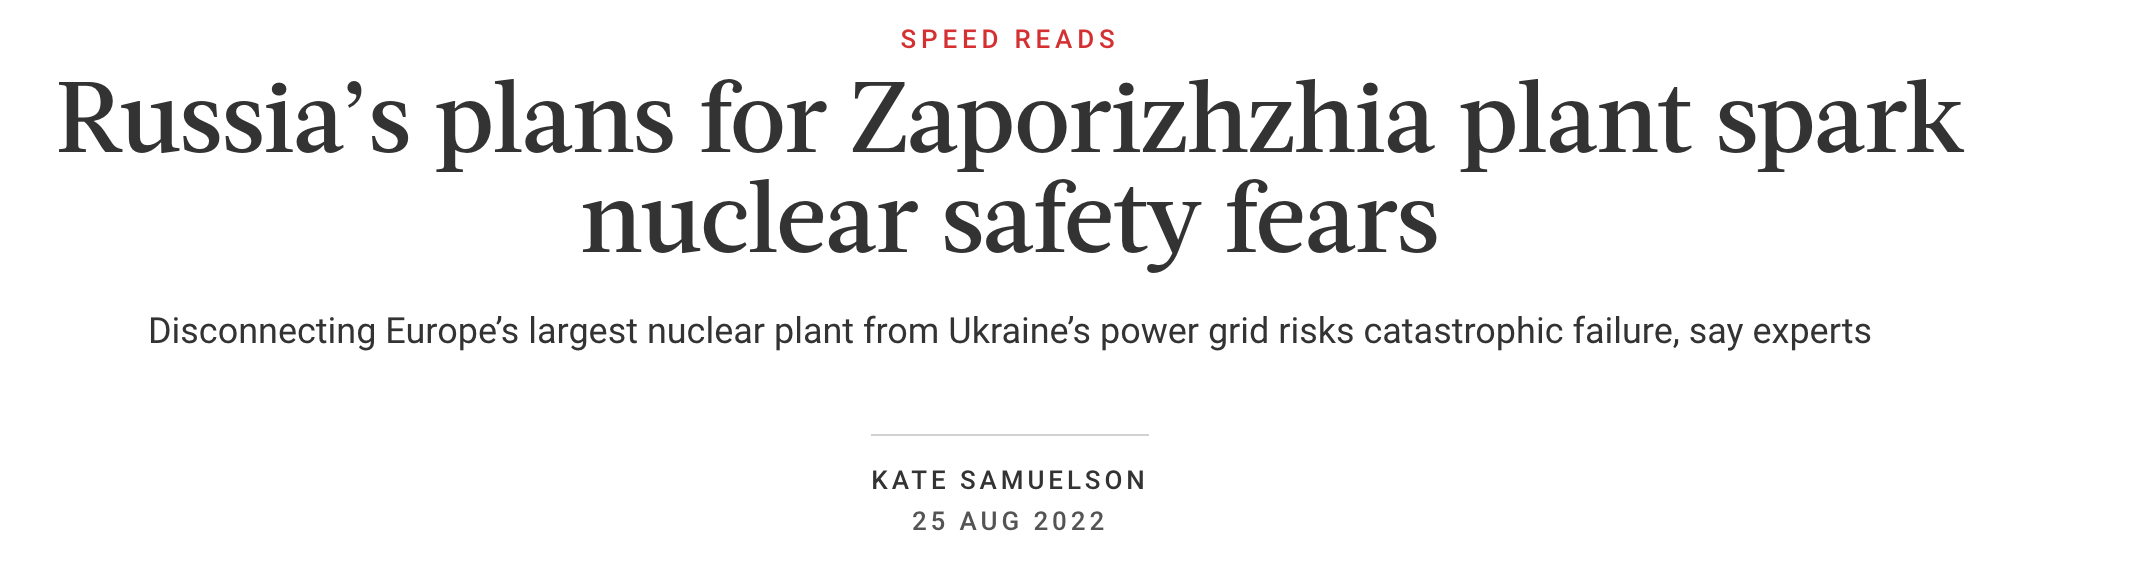 SPEED READS
Russia’s plans for Zaporizhzhia plant spark
nuclear safety fears
Disconnecting Europe’s largest nuclear plant from Ukraine’s power grid risks catastrophic failure, say experts
KATE SAMUELSON
25 AUG 2022